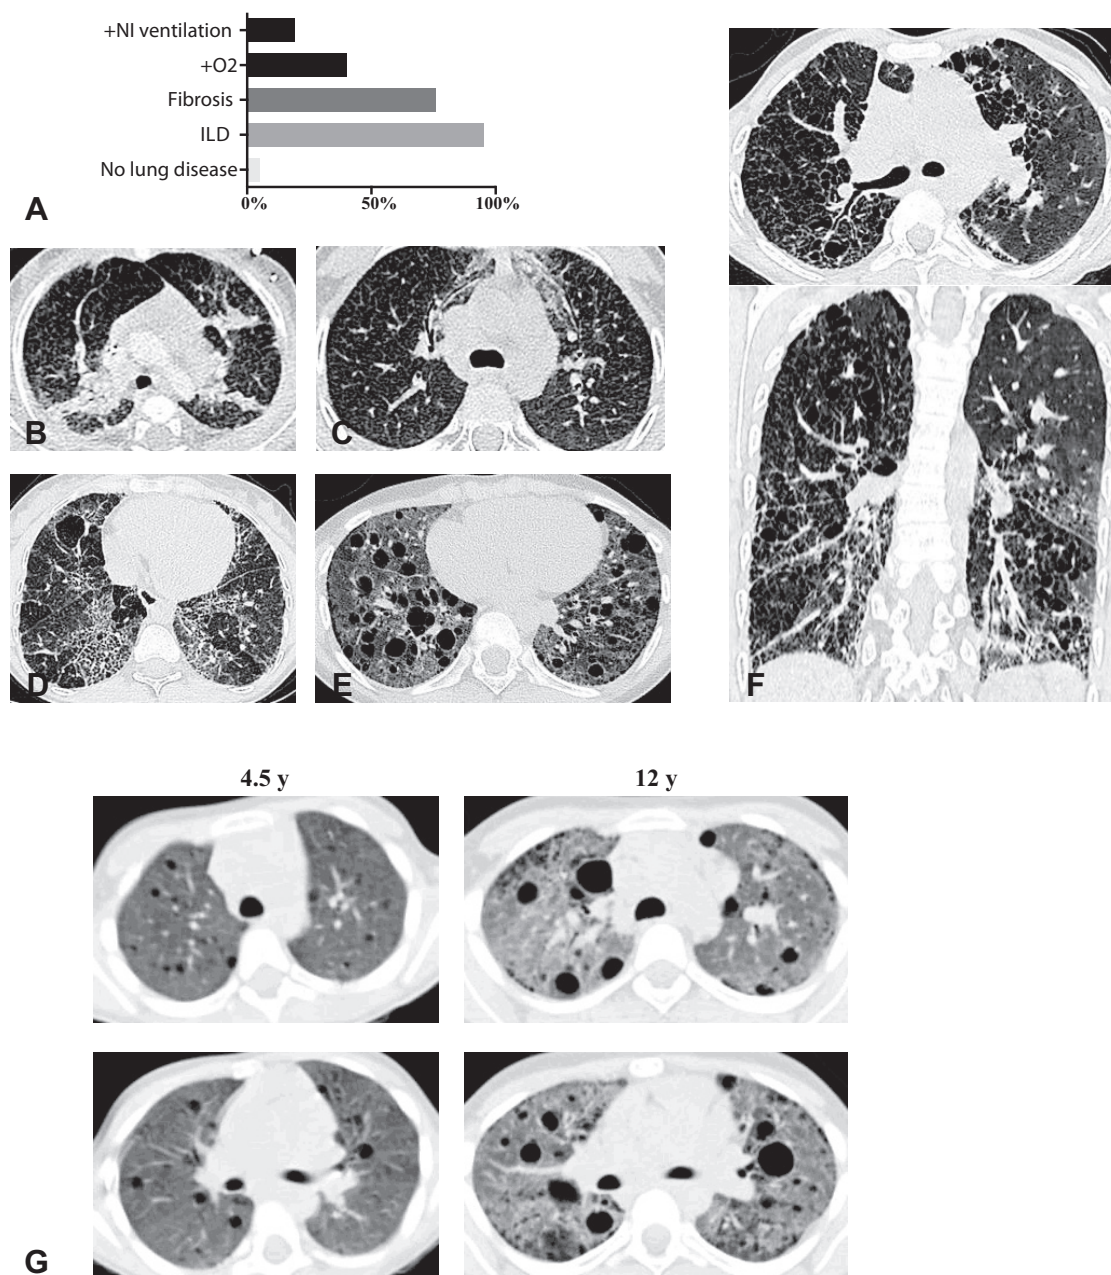 +NI ventilation
+O2
Fibrosis
ILD
No lung disease
0% 50% 100%
A
B
C
D
E
F
4.5 y 12 y
G